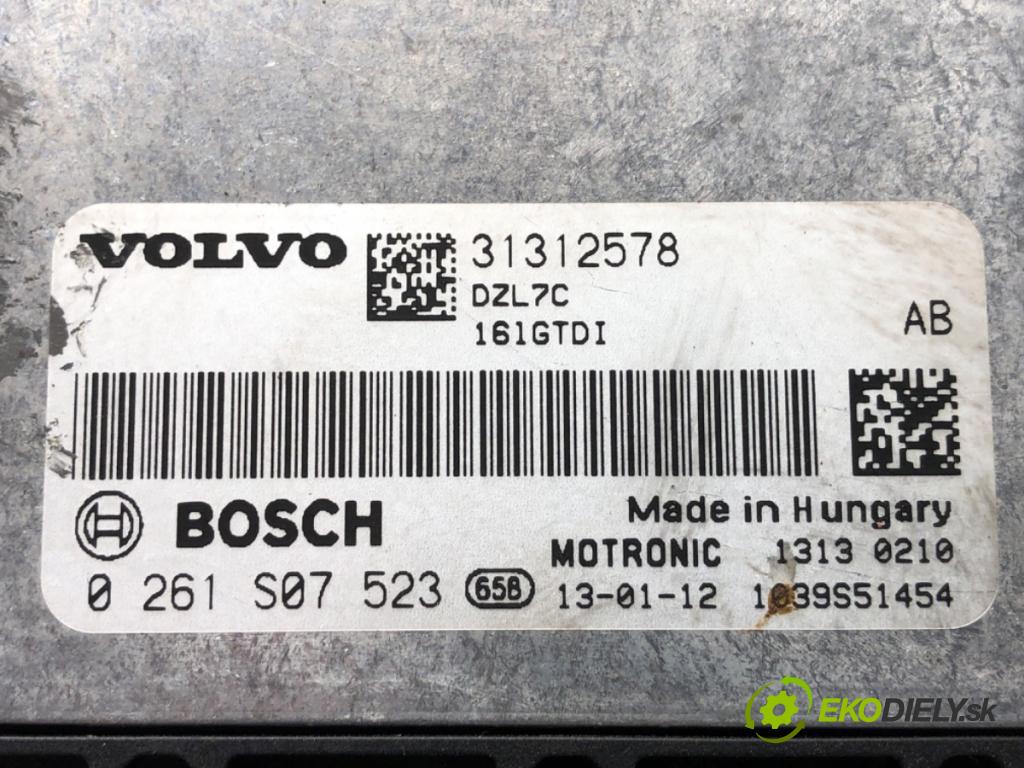 VOLVO 31312578
DZL7C
161GTDI
AB
BOSCH Made in Hungary
MOTRONIC 1313 0210
0 261 S07 523 65B 13-01-12 1039S51454
EKODIELY.sk